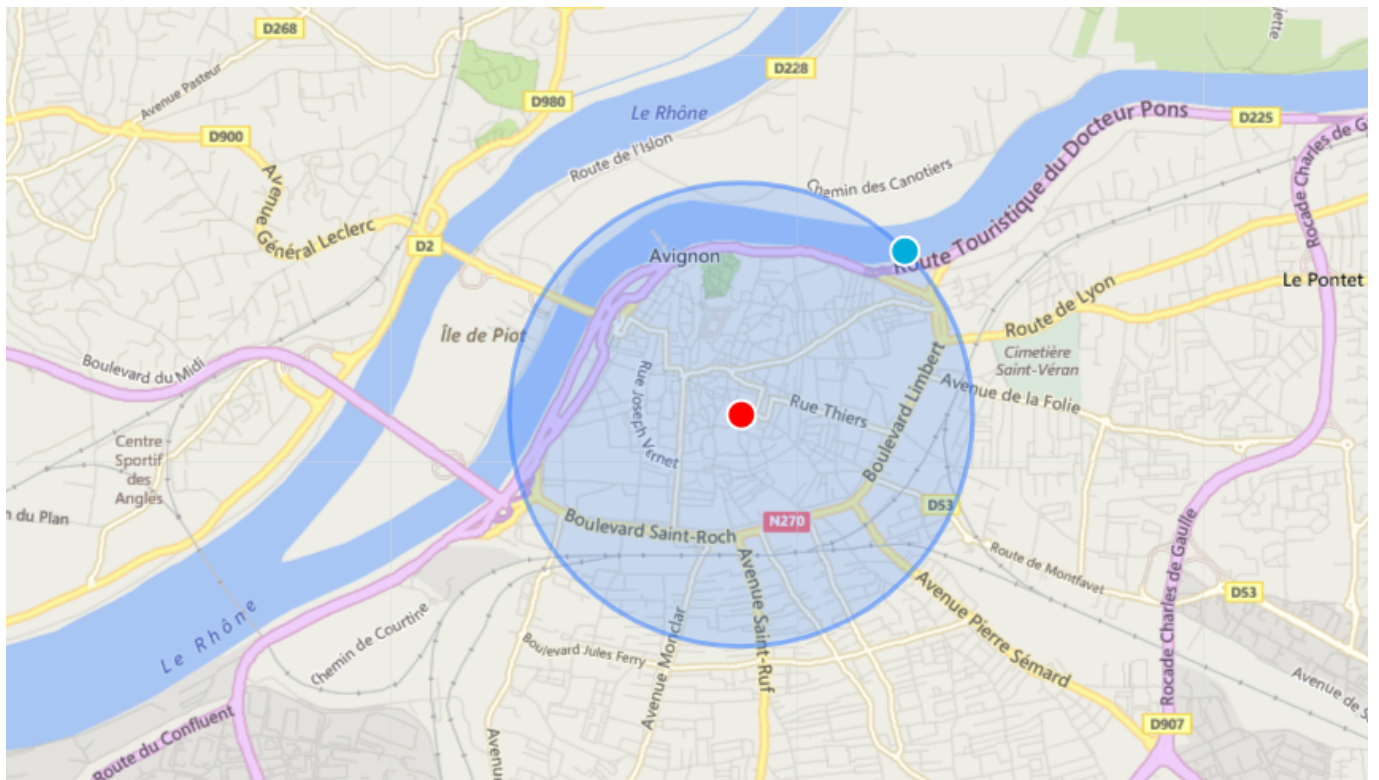 D268
Avenue Pasteur
D980
D228
Le Rhône
D900
Route de l'Islon
Chemin des Canotiers
Route Touristique du Docteur Pons
D225
Rocade Charles de G
Avenue Général Leclerc
D2
Avignon
Le Pontet
Route de Lyon
Île de Piot
Cimetière
Saint-Véran
Boulevard du Midi
Rue Joseph Vernet
Rue Thiers
Boulevard Limbert
Avenue de la Folie
Centre
Sportif
des
Angles
n du Plan
Boulevard Saint-Roch
N270
D53
Route de Montfavet
Rocade Charles de Gaulle
D53
Le Rhône
Chemin de Courtine
Boulevard Jules Ferry
Avenue Monclar
Avenue Saint-Ruf
Avenue Pierre Sémard
Avenue de S
Route du Confluent
Avenue
D907